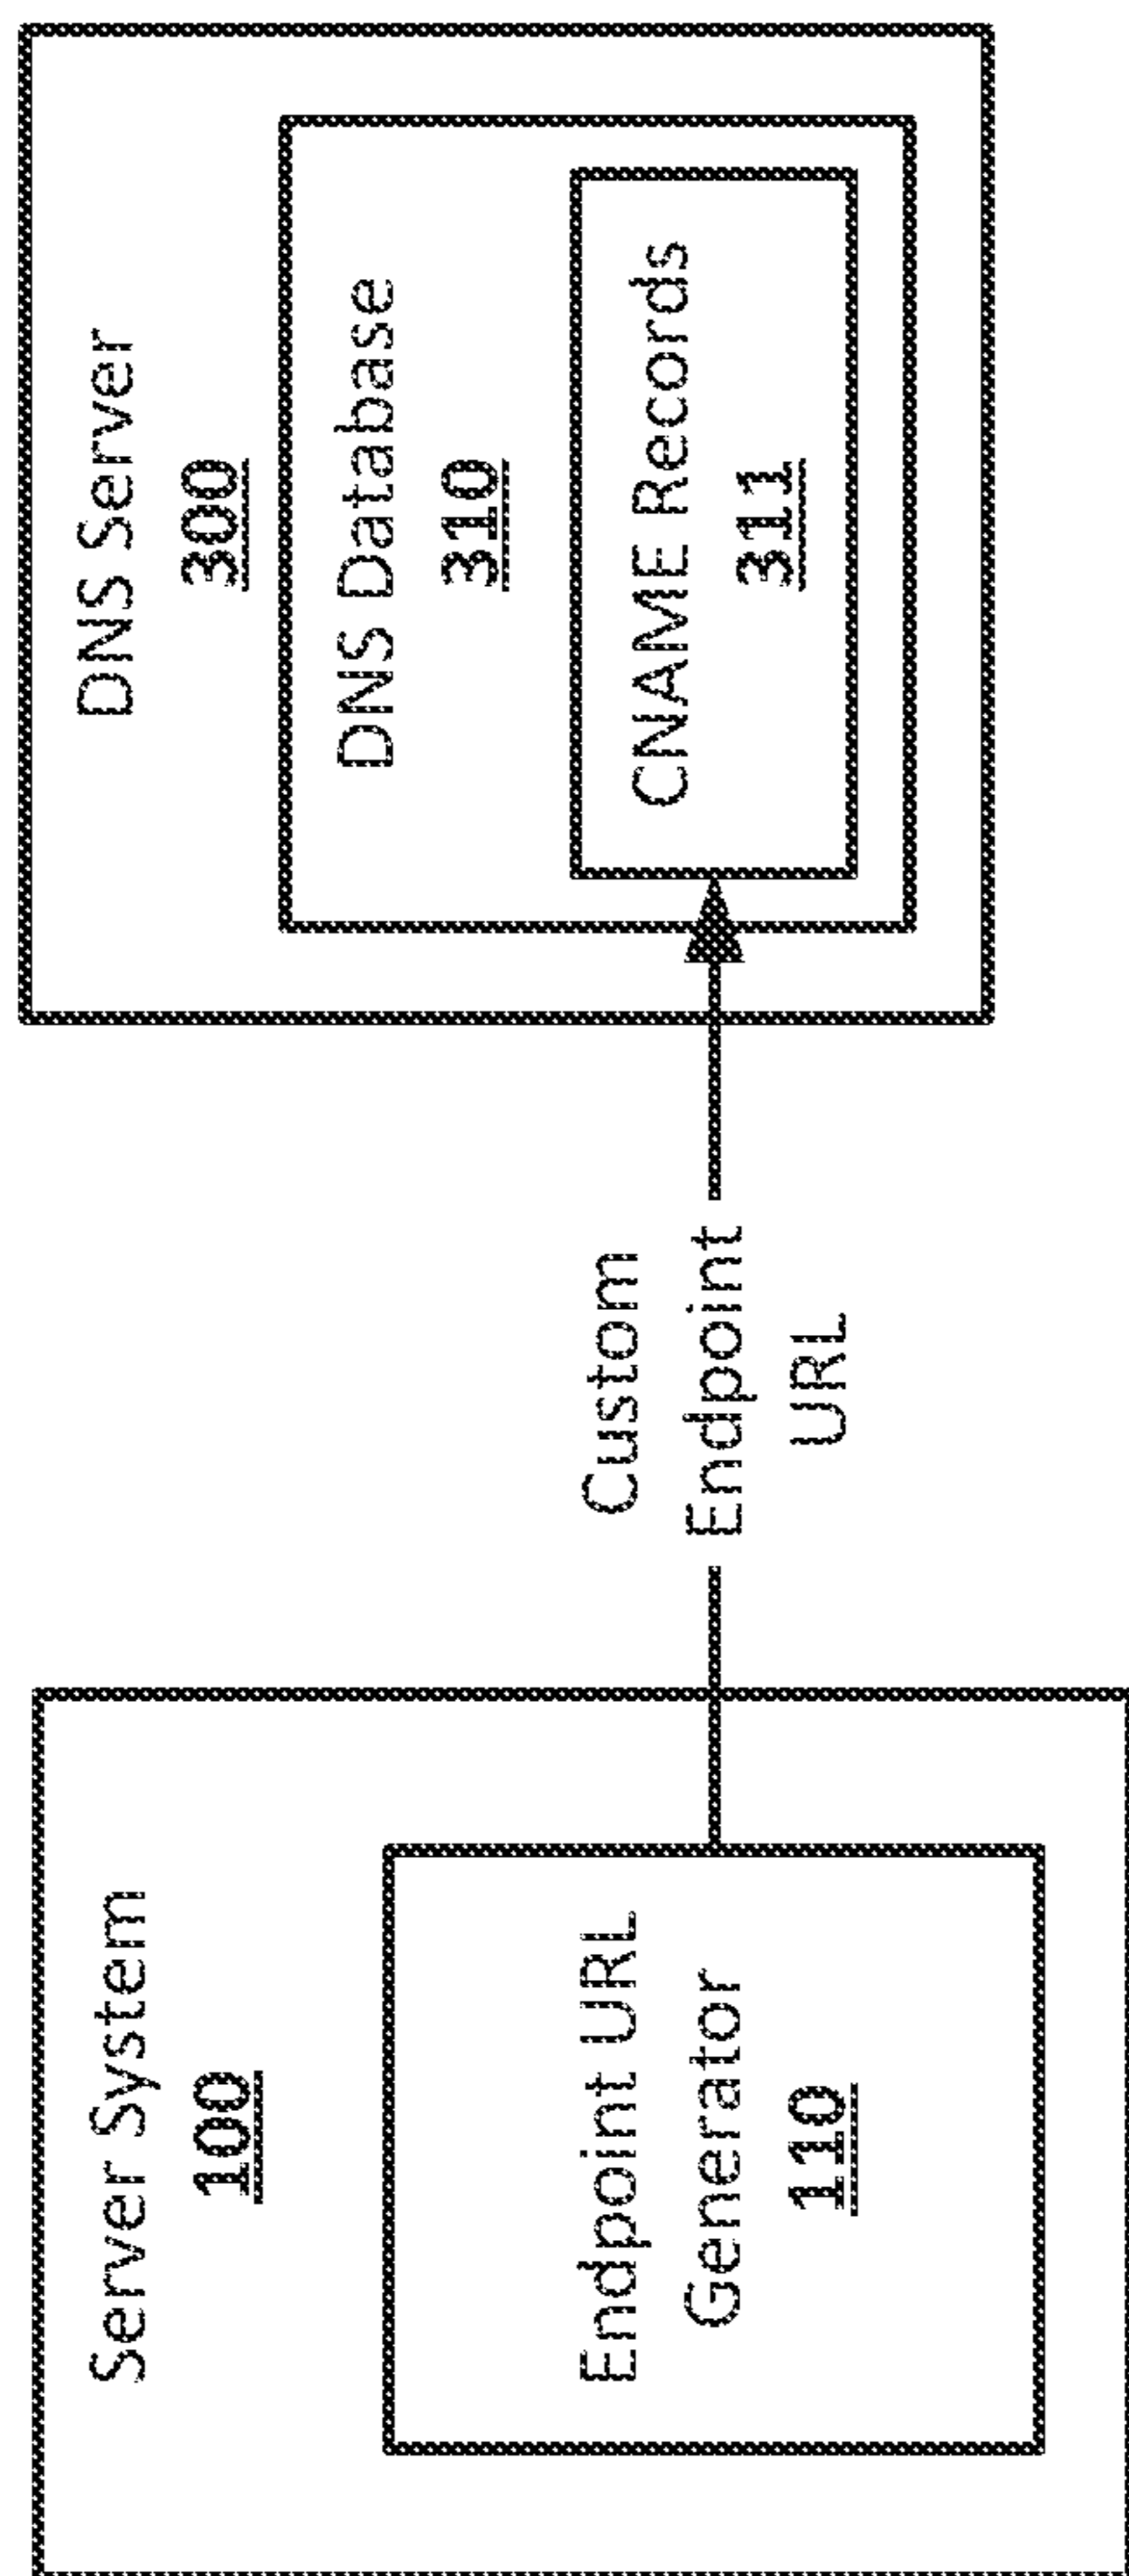 Server System
100
Endpoint URL
Generator
110
Custom
Endpoint
URL
DNS Server
300
DNS Database
310
CNAME Records
311